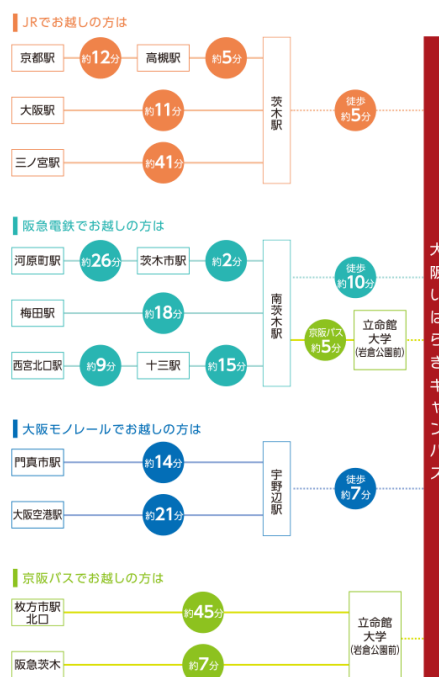 JRでお越しの方は
京都駅 約12分 高槻駅 約5分
大阪駅 約11分
三ノ宮駅 約41分
茨木駅
徒歩
約5分
阪急電鉄でお越しの方は
河原町駅 約26分 茨木市駅 約2分
梅田駅 約18分
西宮北口駅 約9分 十三駅 約15分
南茨木駅
徒歩
約10分
京阪バス
約5分
立命館
大学
(岩倉公園前)
大阪モノレールでお越しの方は
門真市駅 約14分
大阪空港駅 約21分
宇野辺駅
徒歩
約7分
京阪バスでお越しの方は
枚方市駅
北口
約45分
阪急茨木 約7分
立命館
大学
(岩倉公園前)
大阪いばらきキャンパス